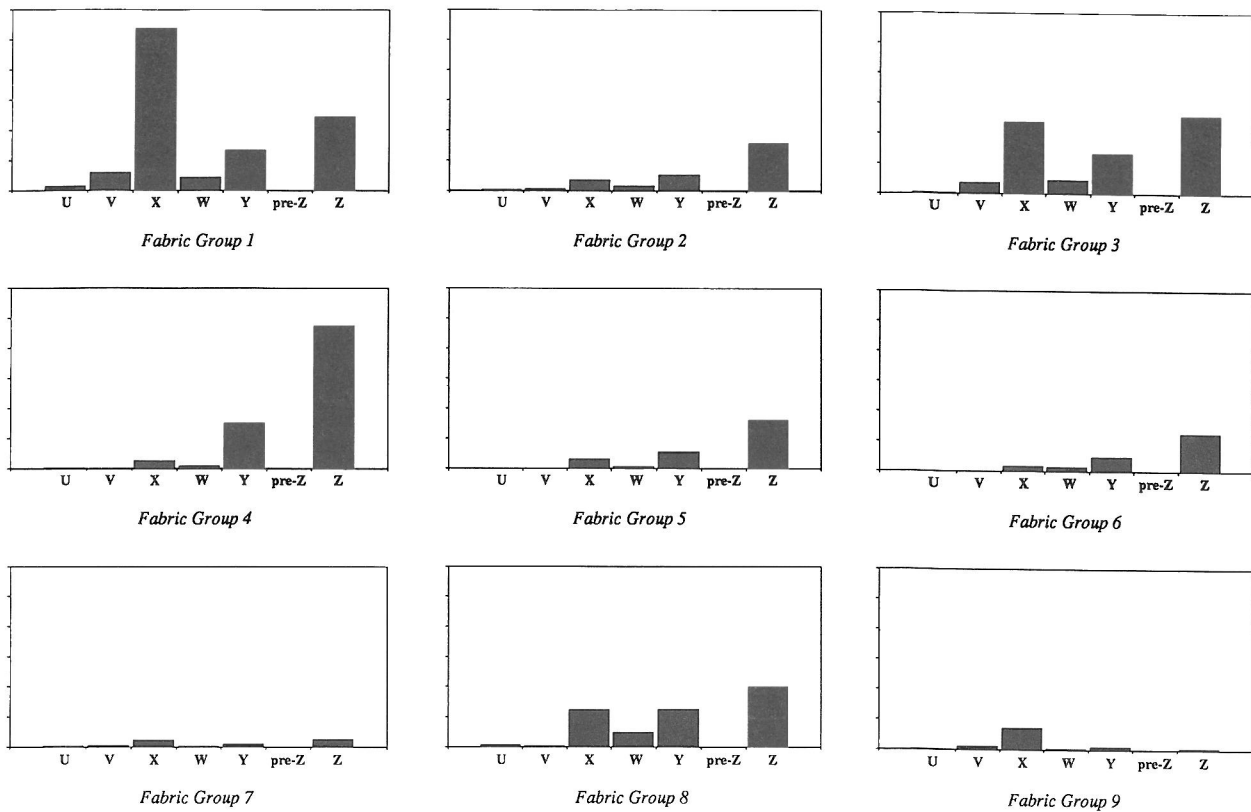 U V X W Y pre-Z Z
Fabric Group 1
U V X W Y pre-Z Z
Fabric Group 2
U V X W Y pre-Z Z
Fabric Group 3
U V X W Y pre-Z Z
Fabric Group 4
U V X W Y pre-Z Z
Fabric Group 5
U V X W Y pre-Z Z
Fabric Group 6
U V X W Y pre-Z Z
Fabric Group 7
U V X W Y pre-Z Z
Fabric Group 8
U V X W Y pre-Z Z
Fabric Group 9